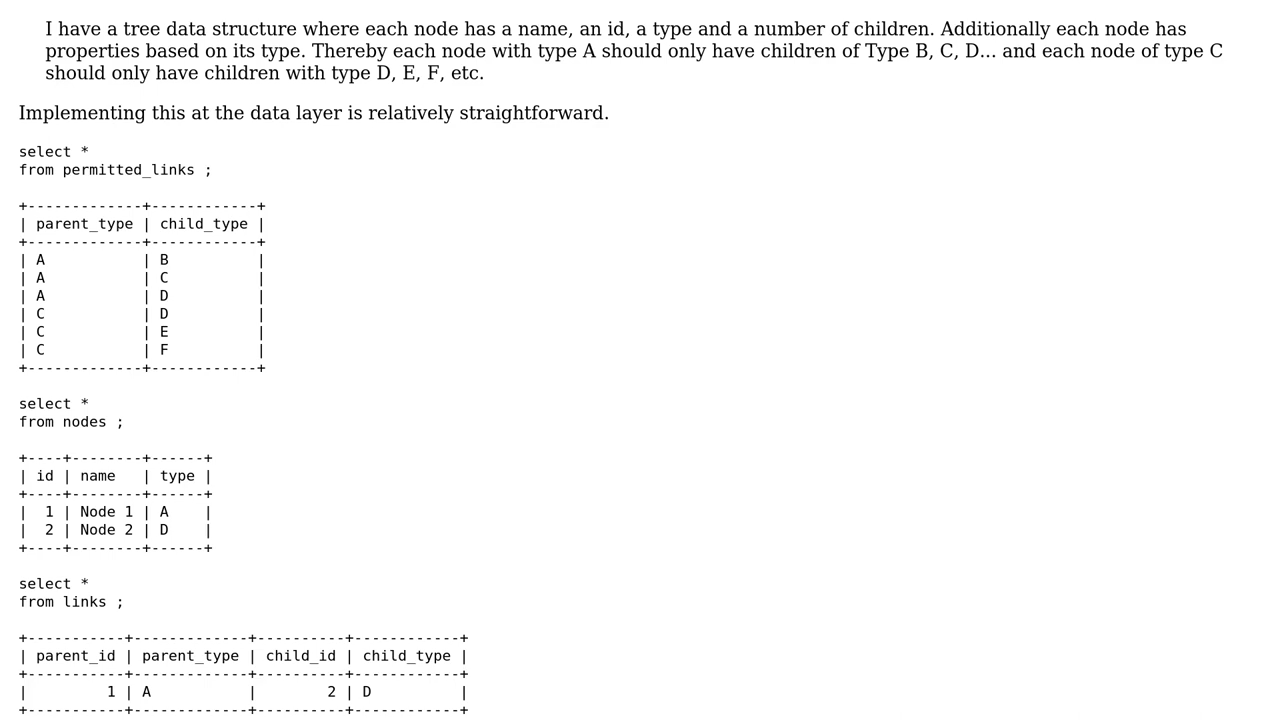 I have a tree data structure where each node has a name, an id, a type and a number of children. Additionally each node has
properties based on its type. Thereby each node with type A should only have children of Type B, C, D... and each node of type C
should only have children with type D, E, F, etc.
Implementing this at the data layer is relatively straightforward.
select *
from permitted_links ;
+-------------+------------+
| parent_type | child_type |
+-------------+------------+
| A           | B          |
| A           | C          |
| A           | D          |
| C           | D          |
| C           | E          |
| C           | F          |
+-------------+------------+
select *
from nodes ;
+----+--------+------+
| id | name   | type |
+----+--------+------+
|  1 | Node 1 | A    |
|  2 | Node 2 | D    |
+----+--------+------+
select *
from links ;
+-----------+-------------+----------+------------+
| parent_id | parent_type | child_id | child_type |
+-----------+-------------+----------+------------+
|         1 | A           |        2 | D          |
+-----------+-------------+----------+------------+